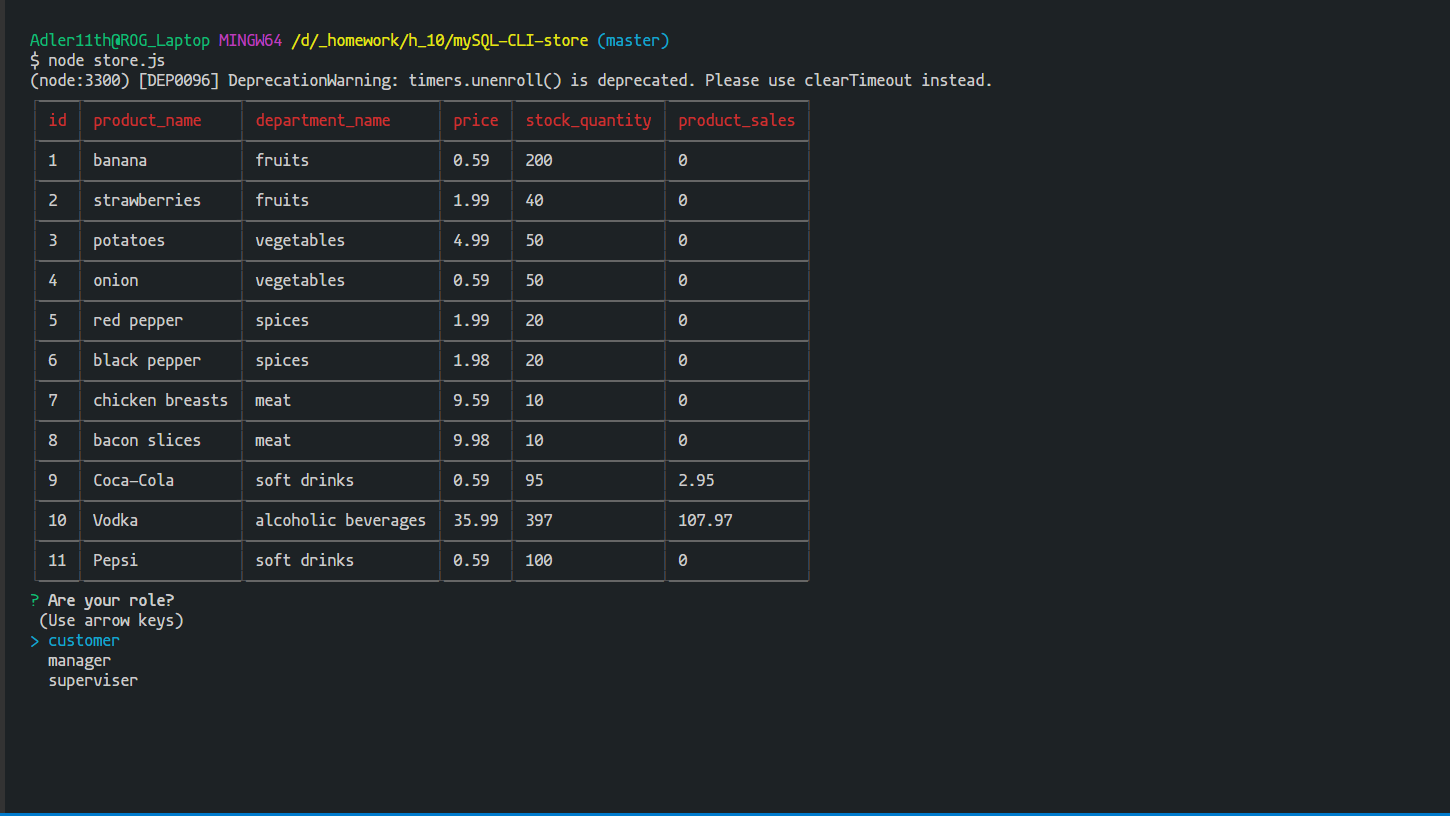 Adler11th@ROG_Laptop MINGW64 /d/_homework/h_10/mySQL-CLI-store (master)
$ node store.js
(node:3300) [DEP0096] DeprecationWarning: timers.unenroll() is deprecated. Please use clearTimeout instead.
id product_name department_name price stock_quantity product_sales
1 banana fruits 0.59 200 0
2 strawberries fruits 1.99 40 0
3 potatoes vegetables 4.99 50 0
4 onion vegetables 0.59 50 0
5 red pepper spices 1.99 20 0
6 black pepper spices 1.98 20 0
7 chicken breasts meat 9.59 10 0
8 bacon slices meat 9.98 10 0
9 Coca-Cola soft drinks 0.59 95 2.95
10 Vodka alcoholic beverages 35.99 397 107.97
11 Pepsi soft drinks 0.59 100 0
? Are your role?
(Use arrow keys)
> customer
manager
superviser